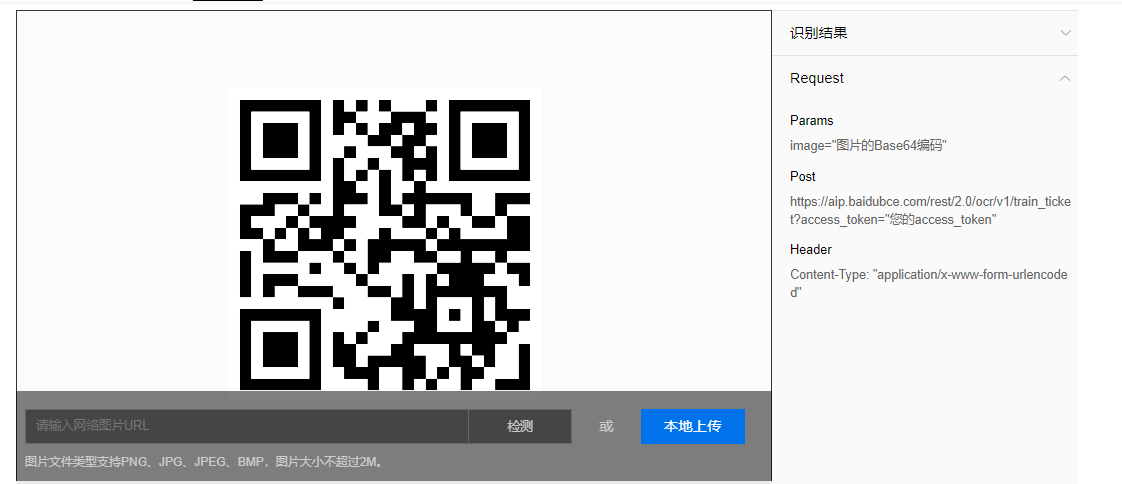 识别结果
Request
Params
image="图片的Base64编码"
Post
https://aip.baidubce.com/rest/2.0/ocr/v1/train_ticke
t?access_token="您的access_token"
Header
Content-Type: "application/x-www-form-urlencode
d"
请输入网络图片URL
检测
或
本地上传
图片文件类型支持PNG、JPG、JPEG、BMP，图片大小不超过2M。